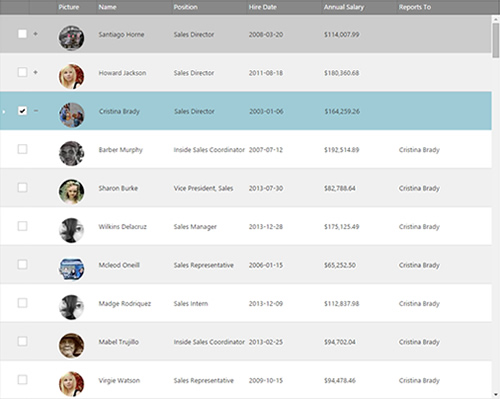 Picture Name Position Hire Date Annual Salary Reports To
Santiago Horne Sales Director 2008-03-20 $114,007.99
Howard Jackson Sales Director 2011-08-18 $180,360.68
Cristina Brady Sales Director 2003-01-06 $164,259.26
Barber Murphy Inside Sales Coordinator 2007-07-12 $192,514.89 Cristina Brady
Sharon Burke Vice President, Sales 2013-07-30 $82,788.64 Cristina Brady
Wilkins Delacruz Sales Manager 2013-12-28 $175,125.49 Cristina Brady
Mcleod Oneill Sales Representative 2006-01-15 $65,252.50 Cristina Brady
Madge Rodriquez Sales Intern 2013-12-09 $112,837.98 Cristina Brady
Mabel Trujillo Inside Sales Coordinator 2013-02-25 $94,702.04 Cristina Brady
Virgie Watson Sales Representative 2009-10-15 $94,478.46 Cristina Brady